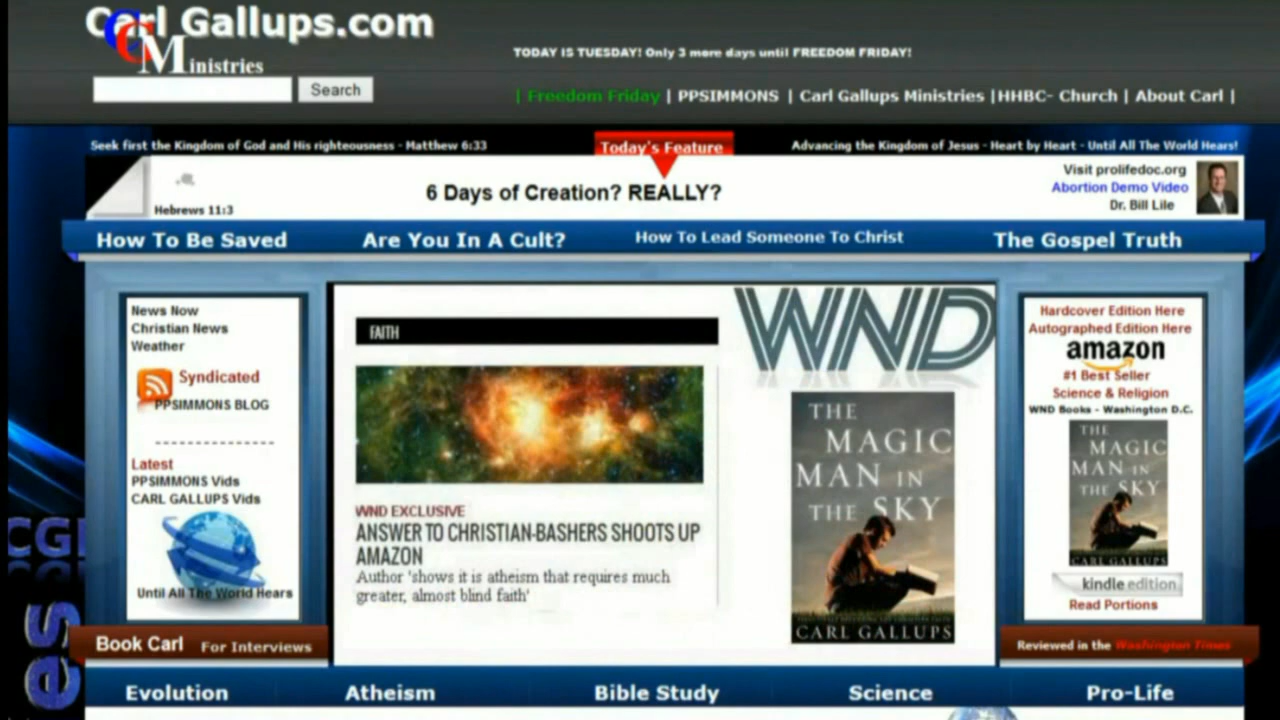 Carl Gallups.com
CGMinistries
Search
TODAY IS TUESDAY! Only 3 more days until FREEDOM FRIDAY!
| Freedom Friday | PPSIMMONS | Carl Gallups Ministries |HHBC- Church | About Carl |
Seek first the Kingdom of God and His righteousness - Matthew 6:33
Today's Feature
Advancing the Kingdom of Jesus - Heart by Heart - Until All The World Hears!
Hebrews 11:3
6 Days of Creation? REALLY?
Visit prolifedoc.org
Abortion Demo Video
Dr. Bill Lile
How To Be Saved
Are You In A Cult?
How To Lead Someone To Christ
The Gospel Truth
News Now
Christian News
Weather
Syndicated
PPSIMMONS BLOG
Latest
PPSIMMONS Vids
CARL GALLUPS Vids
Until All The World Hears
Book Carl For Interviews
FAITH
WND EXCLUSIVE
ANSWER TO CHRISTIAN-BASHERS SHOOTS UP
AMAZON
Author 'shows it is atheism that requires much
greater, almost blind faith'
WND
THE
MAGIC
MAN IN
THE SKY
CARL GALLUPS
Hardcover Edition Here
Autographed Edition Here
amazon
#1 Best Seller
Science & Religion
WND Books - Washington D.C.
THE
MAGIC
MAN IN
THE SKY
CARL GALLUPS
kindle edition
Read Portions
Reviewed in the Washington Times
CGM
es
Evolution
Atheism
Bible Study
Science
Pro-Life